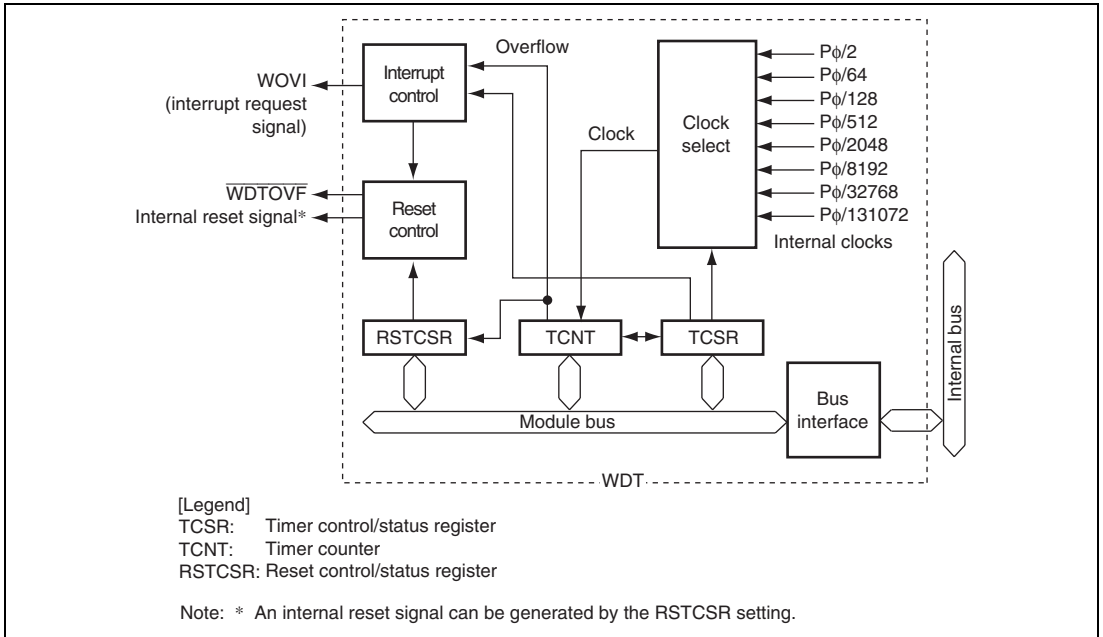 Overflow
WOVI
(interrupt request
signal)
Interrupt
control
WDTOVF
Internal reset signal*
Reset
control
Clock
Clock
select
Pϕ/2
Pϕ/64
Pϕ/128
Pϕ/512
Pϕ/2048
Pϕ/8192
Pϕ/32768
Pϕ/131072
Internal clocks
RSTCSR
TCNT
TCSR
Module bus
Bus
interface
Internal bus
WDT
[Legend]
TCSR: Timer control/status register
TCNT: Timer counter
RSTCSR: Reset control/status register
Note: * An internal reset signal can be generated by the RSTCSR setting.